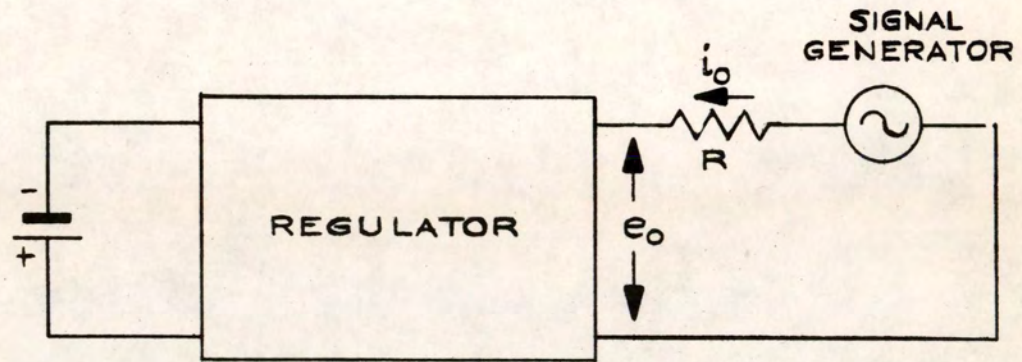 SIGNAL
GENERATOR
i₀
R
-
+
REGULATOR
e₀